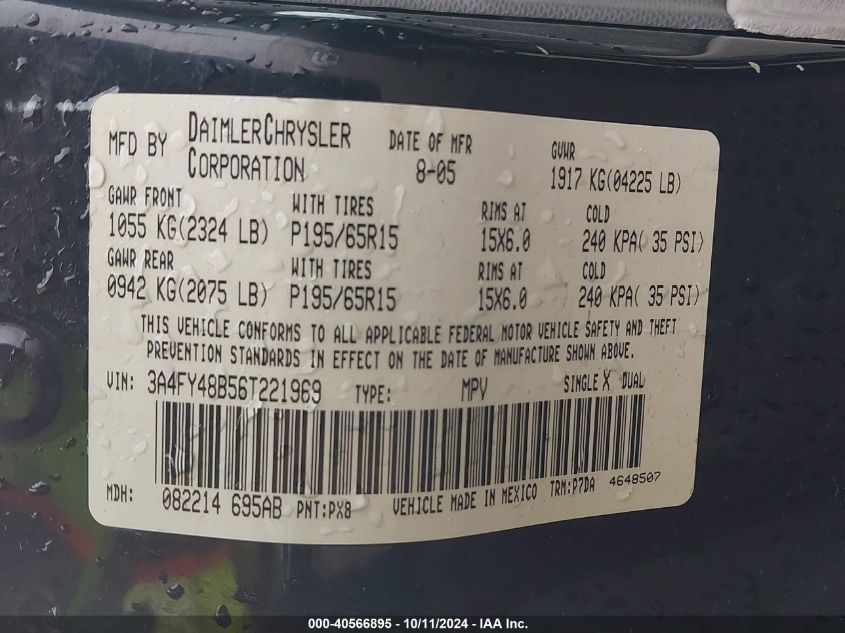 MFD BY DAIMLERCHRYSLER CORPORATION DATE OF MFR 8-05 GVWR 1917 KG(04225 LB)
GAWR FRONT WITH TIRES RIMS AT COLD
1055 KG(2324 LB) P195/65R15 15X6.0 240 KPA( 35 PSI)
GAWR REAR WITH TIRES RIMS AT COLD
0942 KG(2075 LB) P195/65R15 15X6.0 240 KPA( 35 PSI)
THIS VEHICLE CONFORMS TO ALL APPLICABLE FEDERAL MOTOR VEHICLE SAFETY AND THEFT
PREVENTION STANDARDS IN EFFECT ON THE DATE OF MANUFACTURE SHOWN ABOVE.
VIN: 3A4FY48B56T221969 TYPE: MPV SINGLE X DUAL
MDH: 082214 695AB PNT:PX8 VEHICLE MADE IN MEXICO TRM:P7DA 4648507
000-40566895 - 10/11/2024 - IAA Inc.